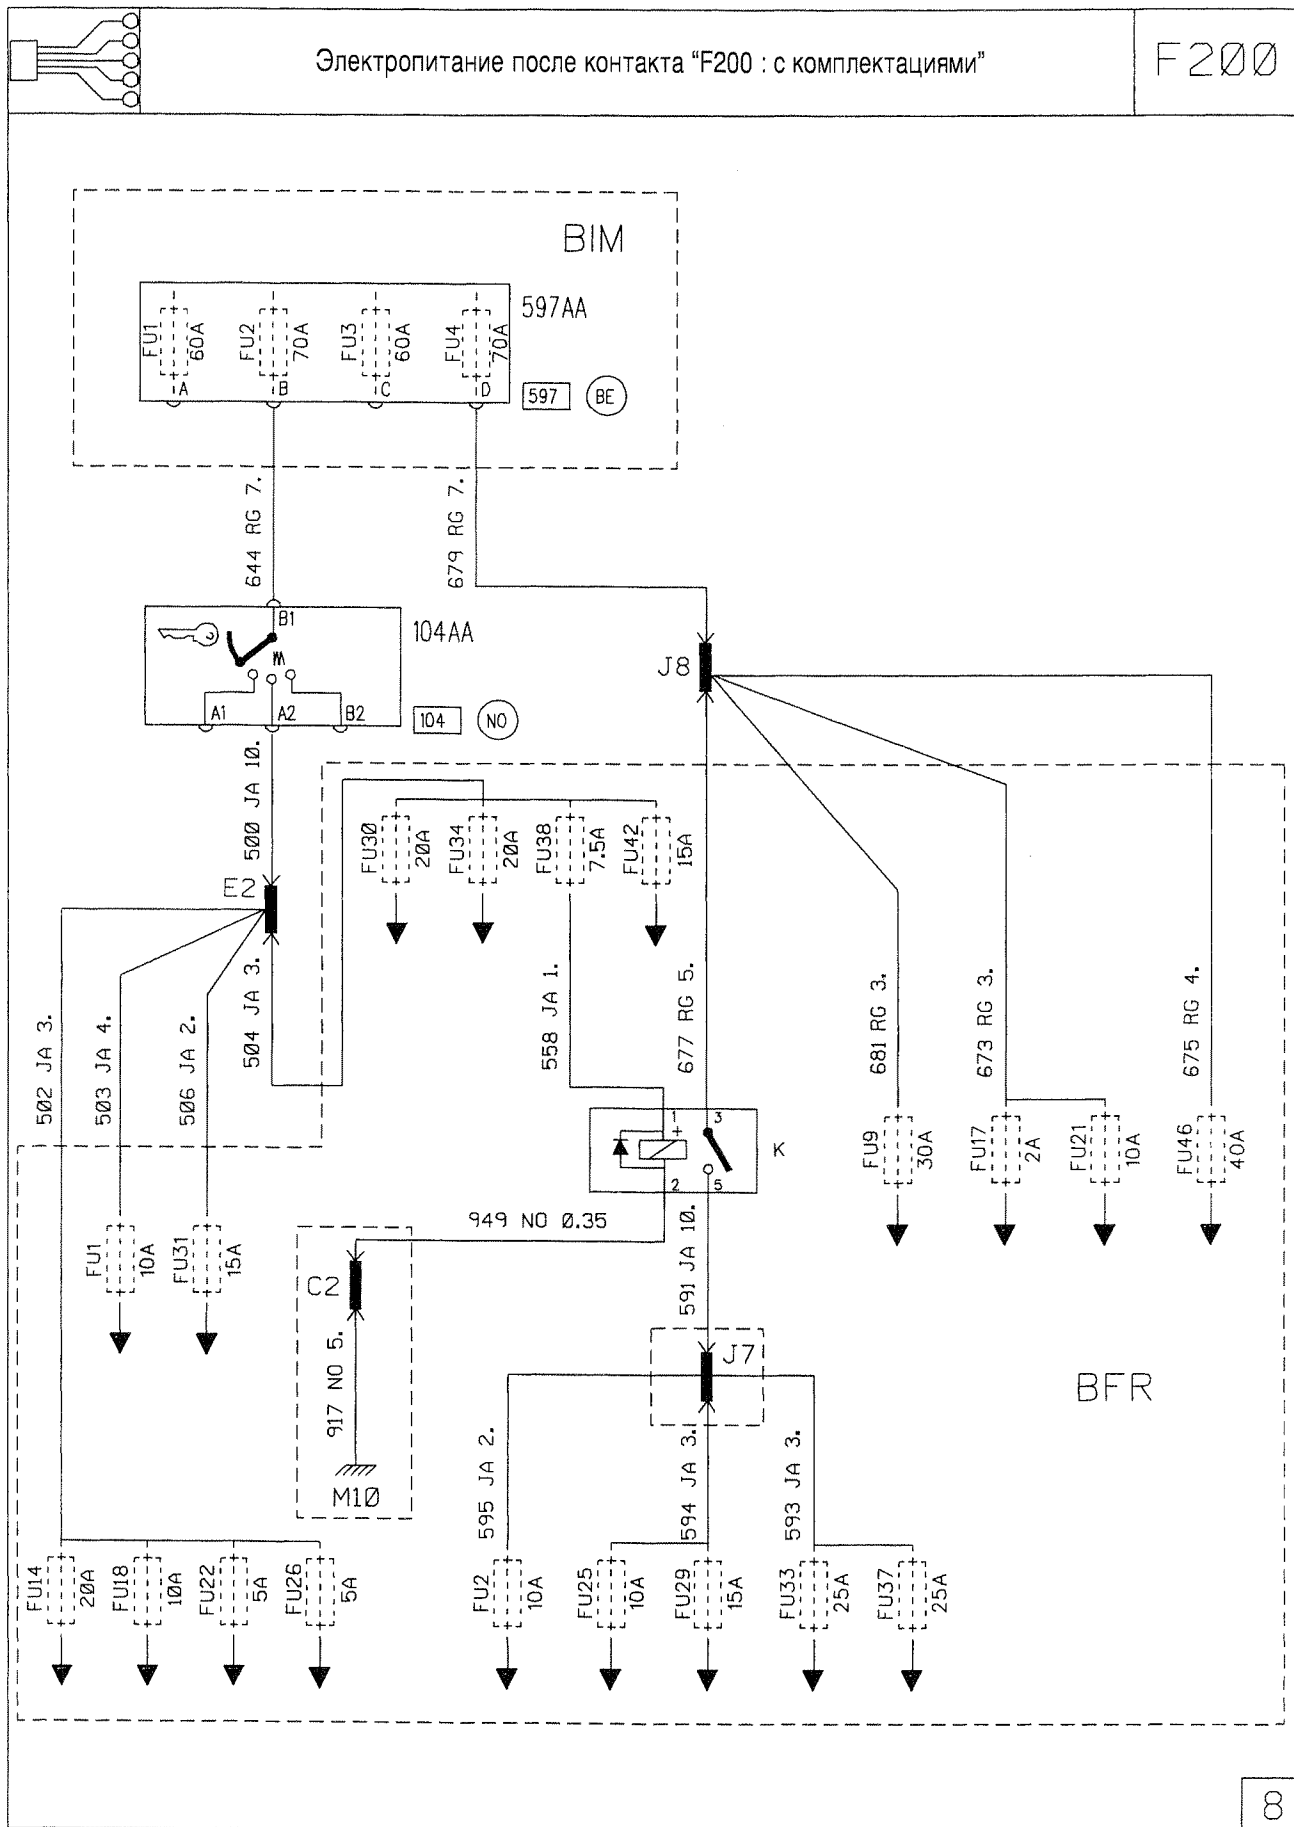 Электропитание после контакта “F200 : с комплектациями”
F200
BIM
597AA
FU1
60A
FU2
70A
FU3
60A
FU4
70A
A
B
C
D
597
BE
644 RG 7.
679 RG 7.
B1
104AA
A1
A2
B2
104
NO
J8
500 JA 10.
E2
FU30
20A
FU34
20A
FU38
7.5A
FU42
15A
502 JA 3.
503 JA 4.
506 JA 2.
504 JA 3.
558 JA 1.
677 RG 5.
681 RG 3.
673 RG 3.
675 RG 4.
1
+
3
2
5
K
FU9
30A
FU17
2A
FU21
10A
FU46
40A
949 NO 0.35
FU1
10A
FU31
15A
C2
917 NO 5.
M10
591 JA 10.
J7
BFR
595 JA 2.
594 JA 3.
593 JA 3.
FU14
20A
FU18
10A
FU22
5A
FU26
5A
FU2
10A
FU25
10A
FU29
15A
FU33
25A
FU37
25A
8